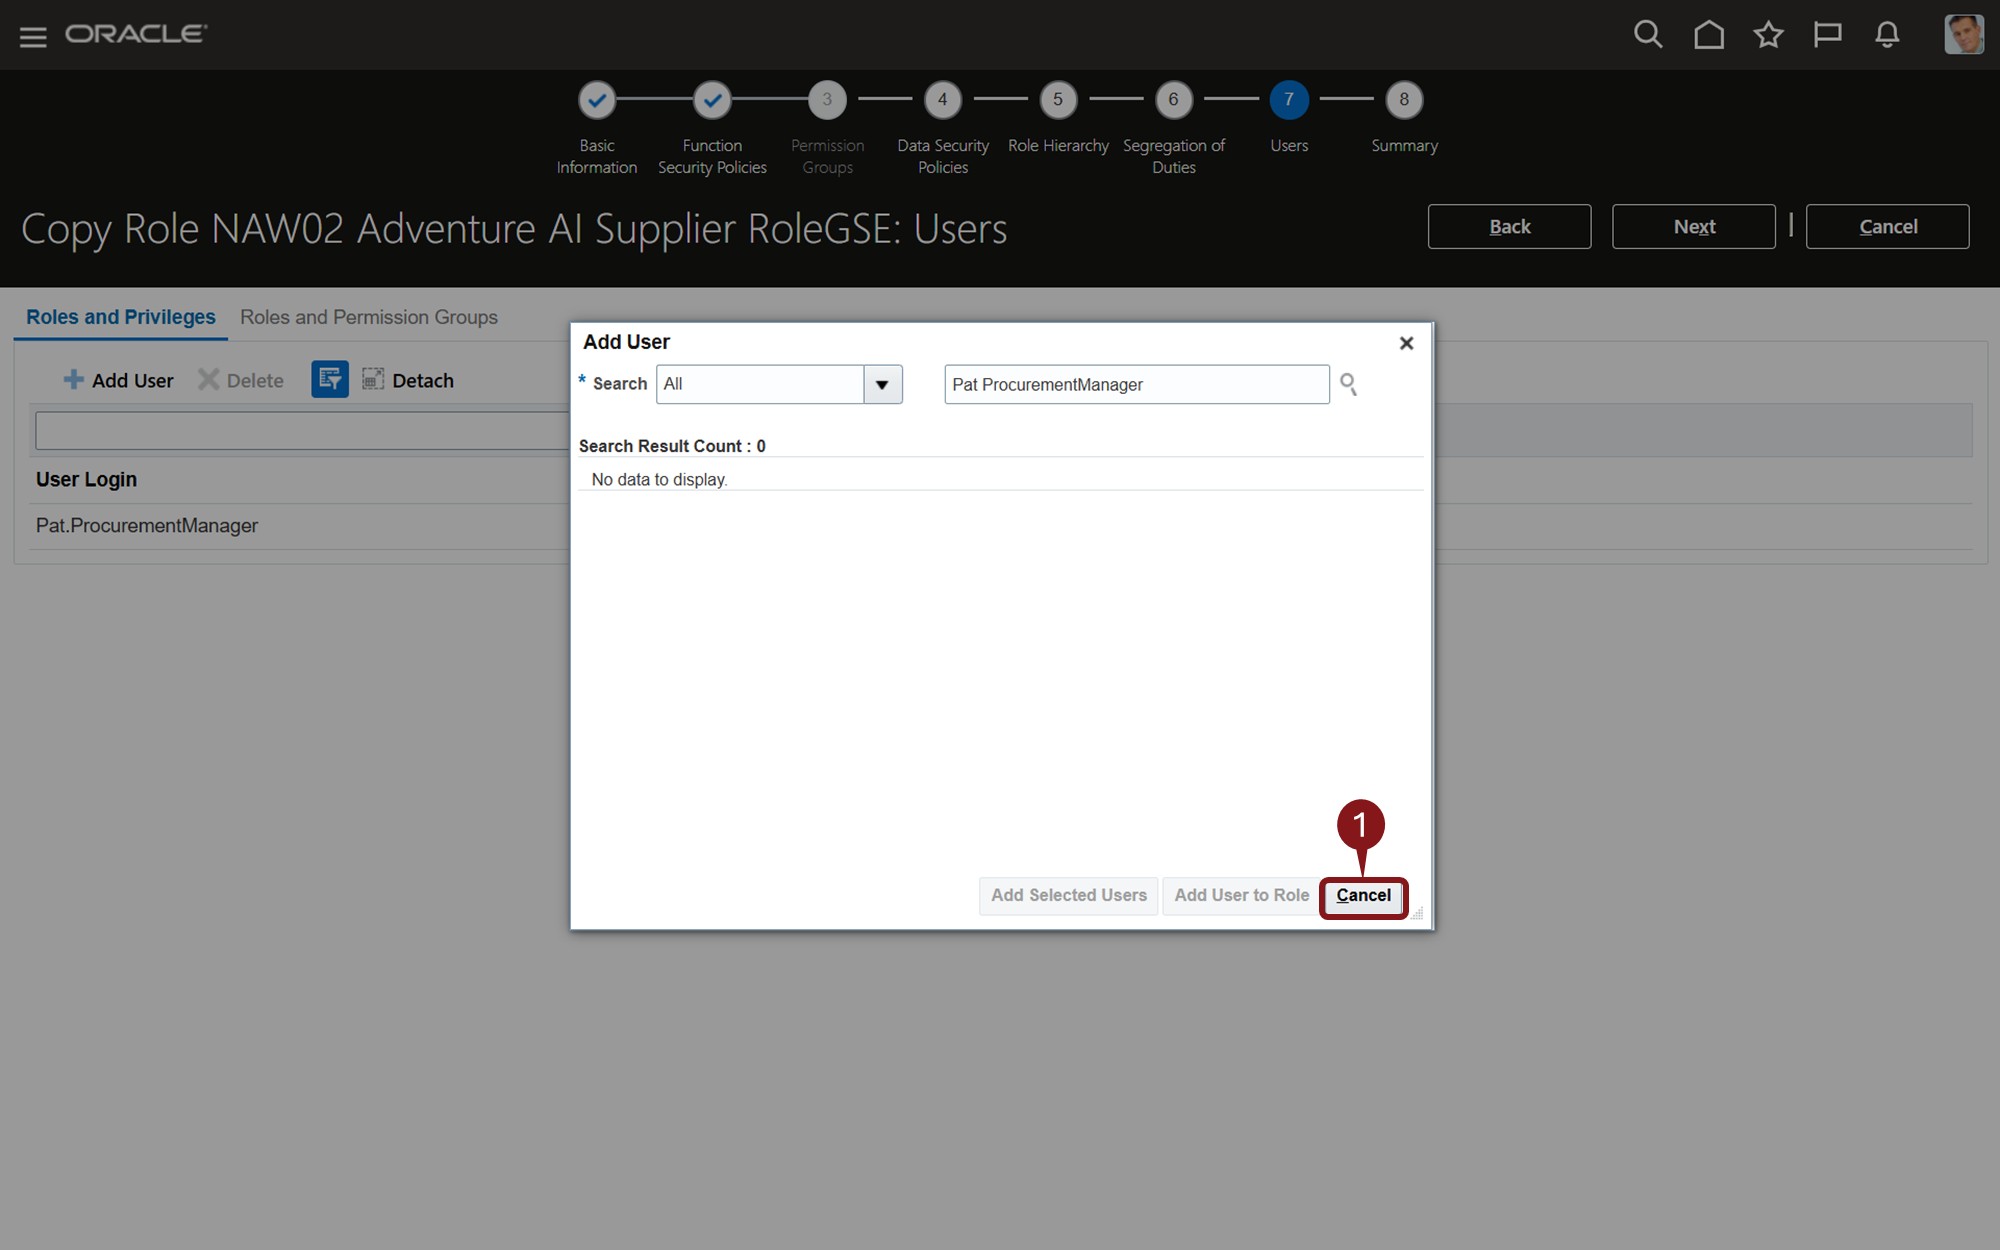 ORACLE
3
4
5
6
7
8
Basic Information
Function Security Policies
Permission Groups
Data Security Policies
Role Hierarchy
Segregation of Duties
Users
Summary
Copy Role NAW02 Adventure AI Supplier RoleGSE: Users
Back
Next
Cancel
Roles and Privileges
Roles and Permission Groups
Add User
Delete
Detach
User Login
Pat.ProcurementManager
Add User
* Search
All
Pat ProcurementManager
Search Result Count : 0
No data to display.
1
Add Selected Users
Add User to Role
Cancel